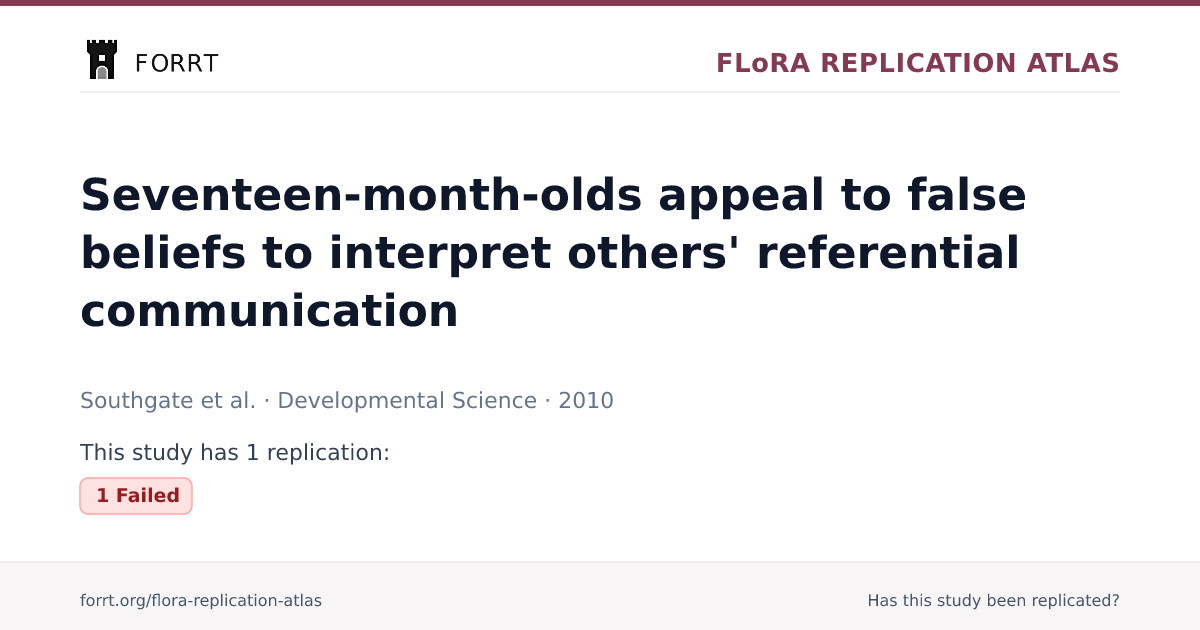 FORRT
FLoRA REPLICATION ATLAS
Seventeen-month-olds appeal to false
beliefs to interpret others' referential
communication
Southgate et al. · Developmental Science · 2010
This study has 1 replication:
1 Failed
forrt.org/flora-replication-atlas
Has this study been replicated?